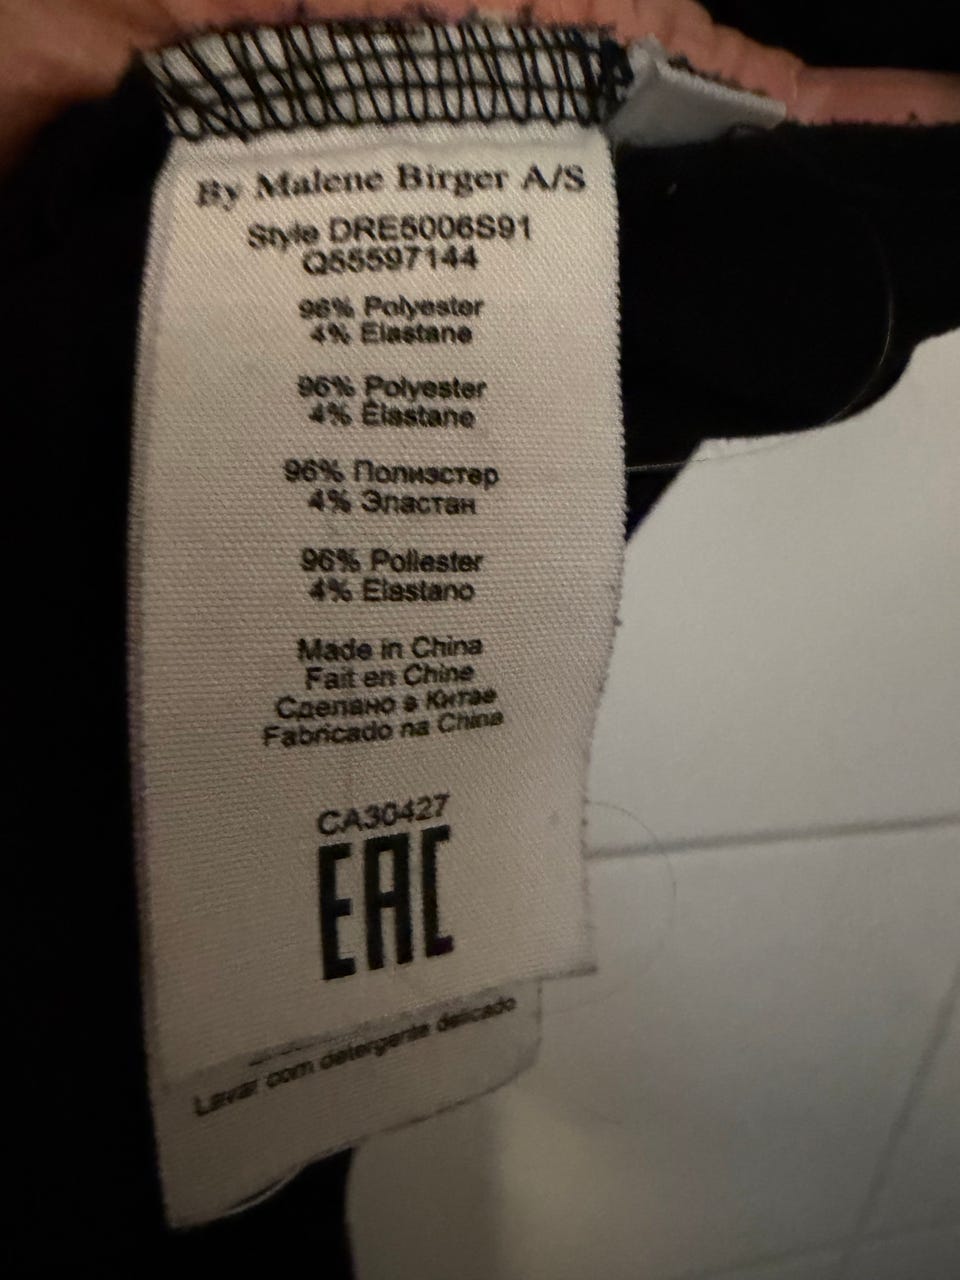 By Malene Birger A/S
Style DRE5006S91
Q55597144
96% Polyester
4% Elastane
96% Polyester
4% Élastane
96% Полиэстер
4% Эластан
96% Poliester
4% Elastano
Made in China
Fait en Chine
Сделано в Китае
Fabricado na China
CA30427
EAC
Lavar com detergente delicado